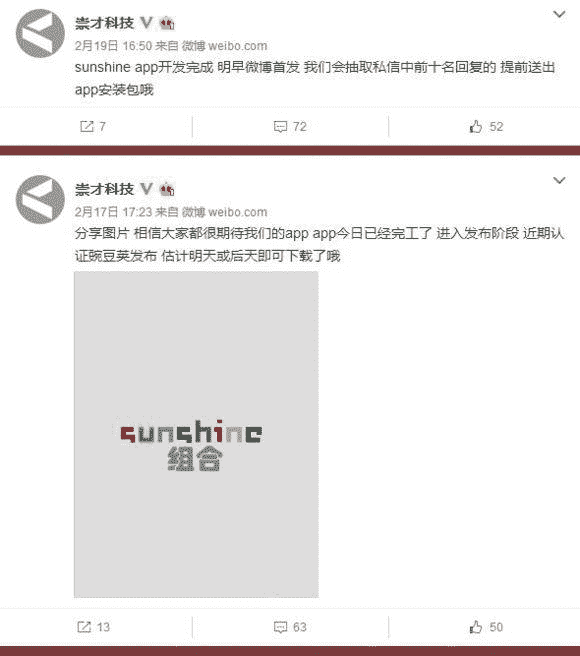 崇才科技
2月19日 16:50 来自 微博 weibo.com
sunshine app开发完成 明早微博首发 我们会抽取私信中前十名回复的 提前送出
app安装包哦
7 72 52
崇才科技
2月17日 17:23 来自 微博 weibo.com
分享图片 相信大家都很期待我们的app app今日已经完工了 进入发布阶段 近期认
证豌豆荚发布 估计明天或后天即可下载了哦
sunshine
组合
13 63 50